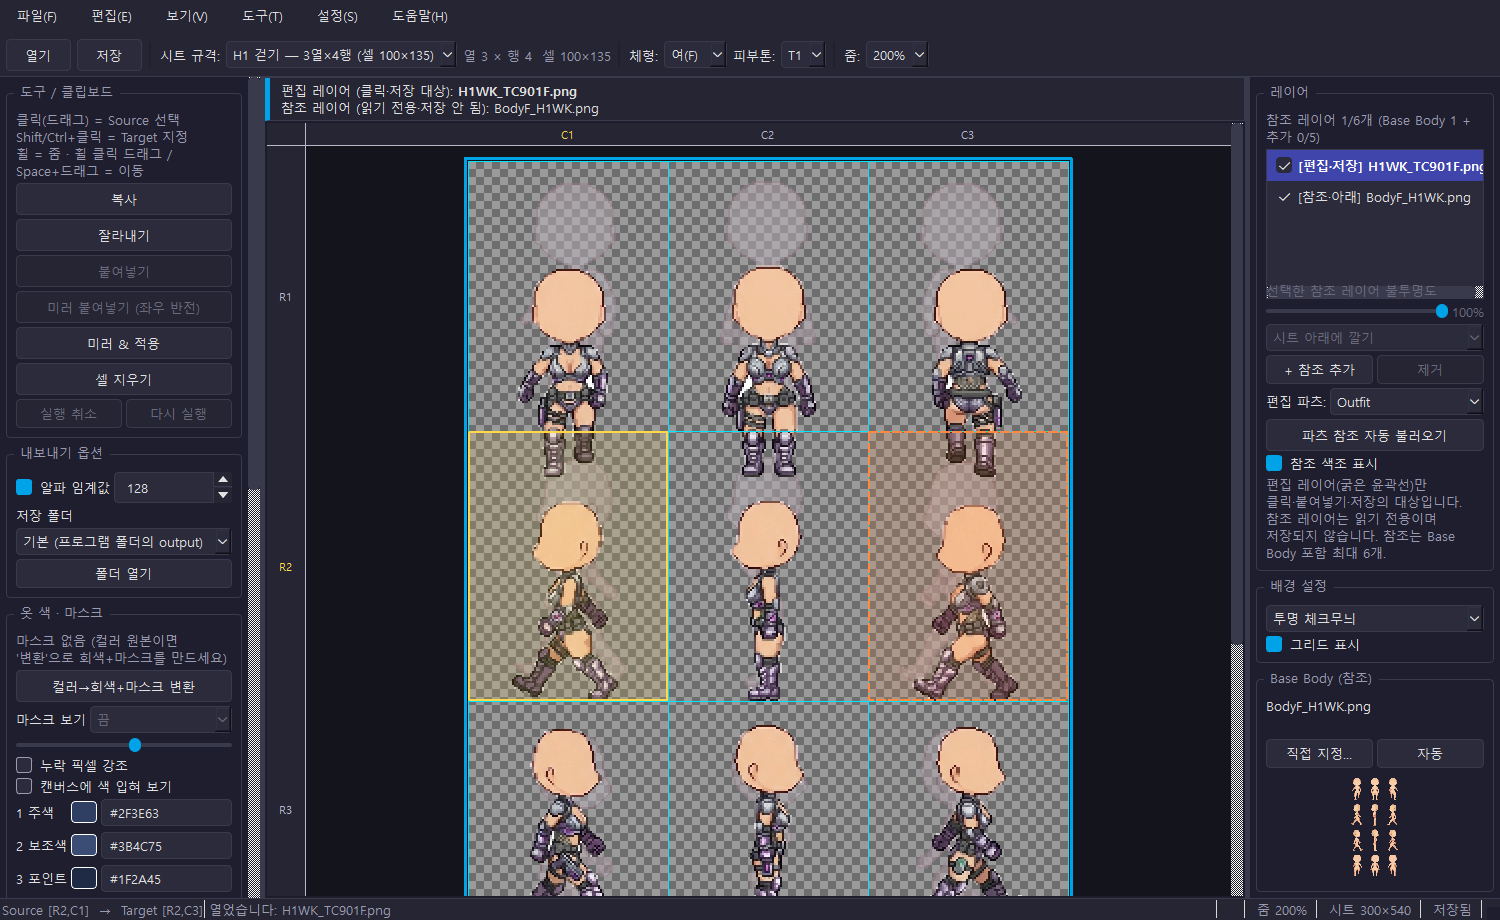 파일(F) 편집(E) 보기(V) 도구(T) 설정(S) 도움말(H)
열기 저장 시트 규격: H1 걷기 — 3열×4행 (셀 100×135) 열 3 × 행 4 셀 100×135 체형: 여(F) 피부톤: T1 줌: 200%
도구 / 클립보드
클릭(드래그) = Source 선택
Shift/Ctrl+클릭 = Target 지정
휠 = 줌 · 휠 클릭 드래그 /
Space+드래그 = 이동
복사
잘라내기
붙여넣기
미러 붙여넣기 (좌우 반전)
미러 & 적용
셀 지우기
실행 취소 다시 실행
내보내기 옵션
알파 임계값 128
저장 폴더
기본 (프로그램 폴더의 output)
폴더 열기
옷 색 · 마스크
마스크 없음 (컬러 원본이면
'변환'으로 회색+마스크를 만드세요)
컬러→회색+마스크 변환
마스크 보기 끔
누락 픽셀 강조
캔버스에 색 입혀 보기
1 주색 #2F3E63
2 보조색 #3B4C75
3 포인트 #1F2A45
편집 레이어 (클릭·저장 대상): H1WK_TC901F.png
참조 레이어 (읽기 전용·저장 안 됨): BodyF_H1WK.png
C1 C2 C3
R1
R2
R3
레이어
참조 레이어 1/6개 (Base Body 1 +
추가 0/5)
[편집·저장] H1WK_TC901F.png
[참조·아래] BodyF_H1WK.png
선택한 참조 레이어 불투명도
100%
시트 아래에 깔기
+ 참조 추가 제거
편집 파츠: Outfit
파츠 참조 자동 불러오기
참조 색조 표시
편집 레이어(굵은 윤곽선)만
클릭·붙여넣기·저장의 대상입니다.
참조 레이어는 읽기 전용이며
저장되지 않습니다. 참조는 Base
Body 포함 최대 6개.
배경 설정
투명 체크무늬
그리드 표시
Base Body (참조)
BodyF_H1WK.png
직접 지정... 자동
Source [R2,C1] → Target [R2,C3] 열었습니다: H1WK_TC901F.png 줌 200% 시트 300×540 저장됨